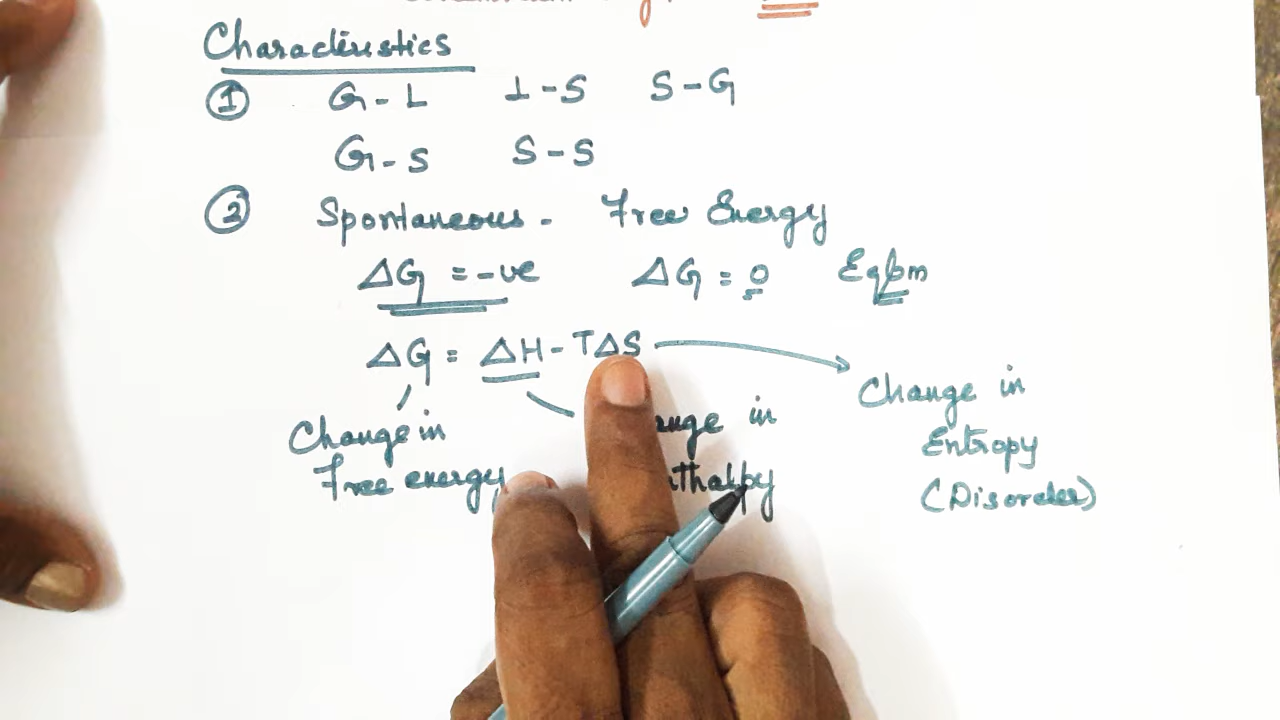 Characteristics
① G-L L-S S-G
G-S S-S
② Spontaneous - Free Energy
ΔG = -ve ΔG = 0 Eqbm
ΔG = ΔH - TΔS
Change in
Free energy
in
Change in
Entropy
(Disorder)